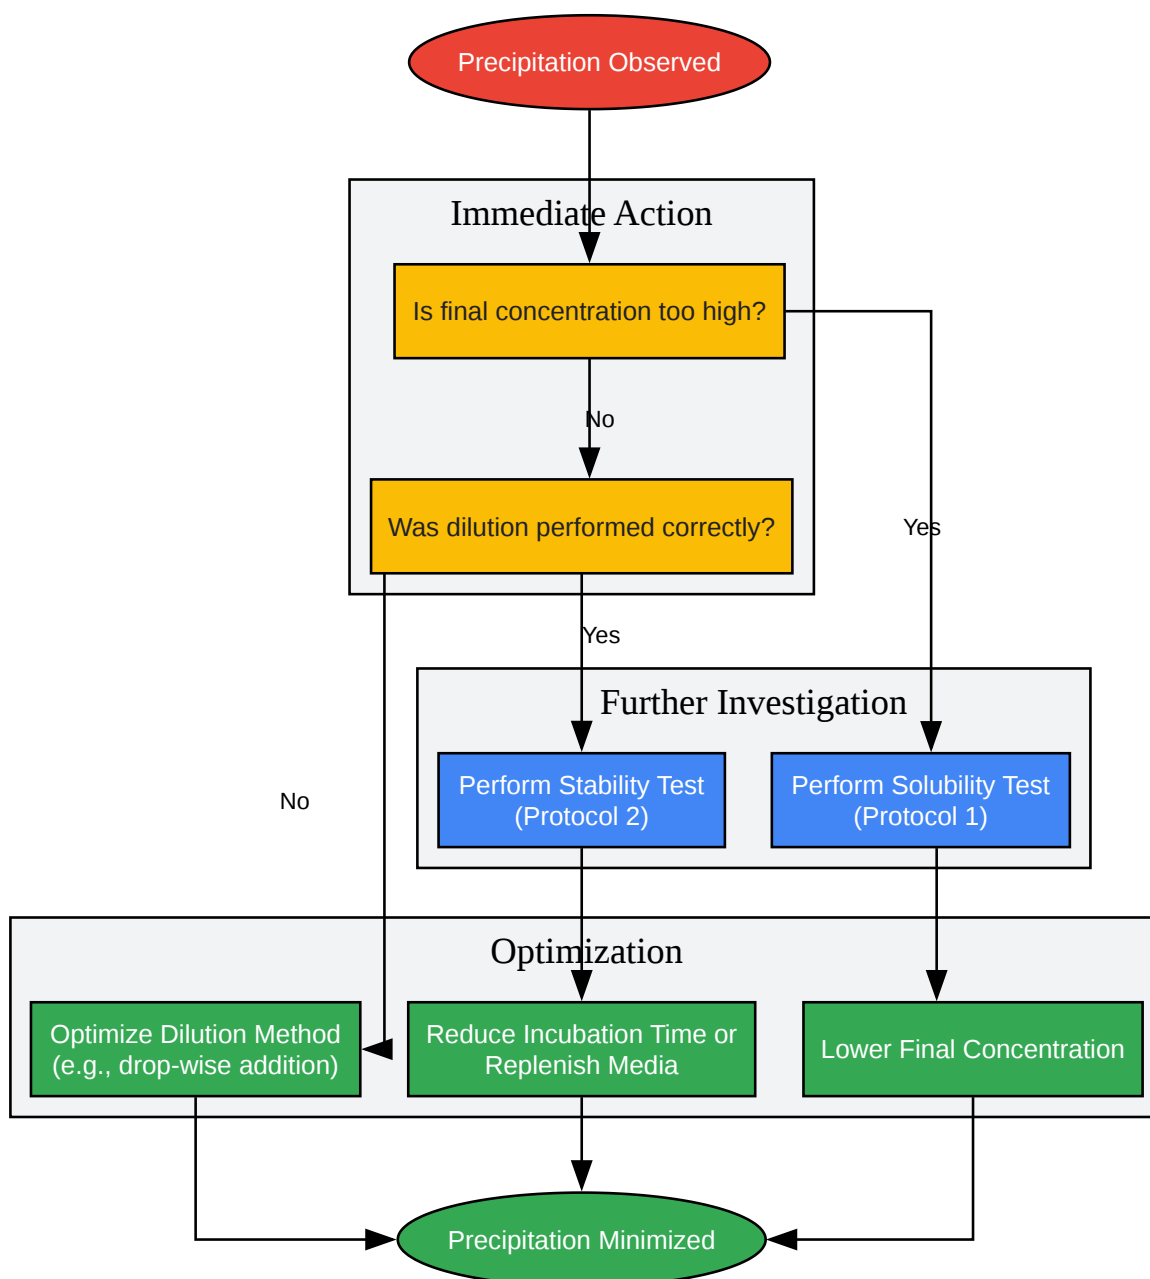 Precipitation Observed
Immediate Action
Is final concentration too high?
No
Was dilution performed correctly?
Yes
Yes
Further Investigation
Perform Stability Test
(Protocol 2)
Perform Solubility Test
(Protocol 1)
No
Optimization
Optimize Dilution Method
(e.g., drop-wise addition)
Reduce Incubation Time or
Replenish Media
Lower Final Concentration
Precipitation Minimized